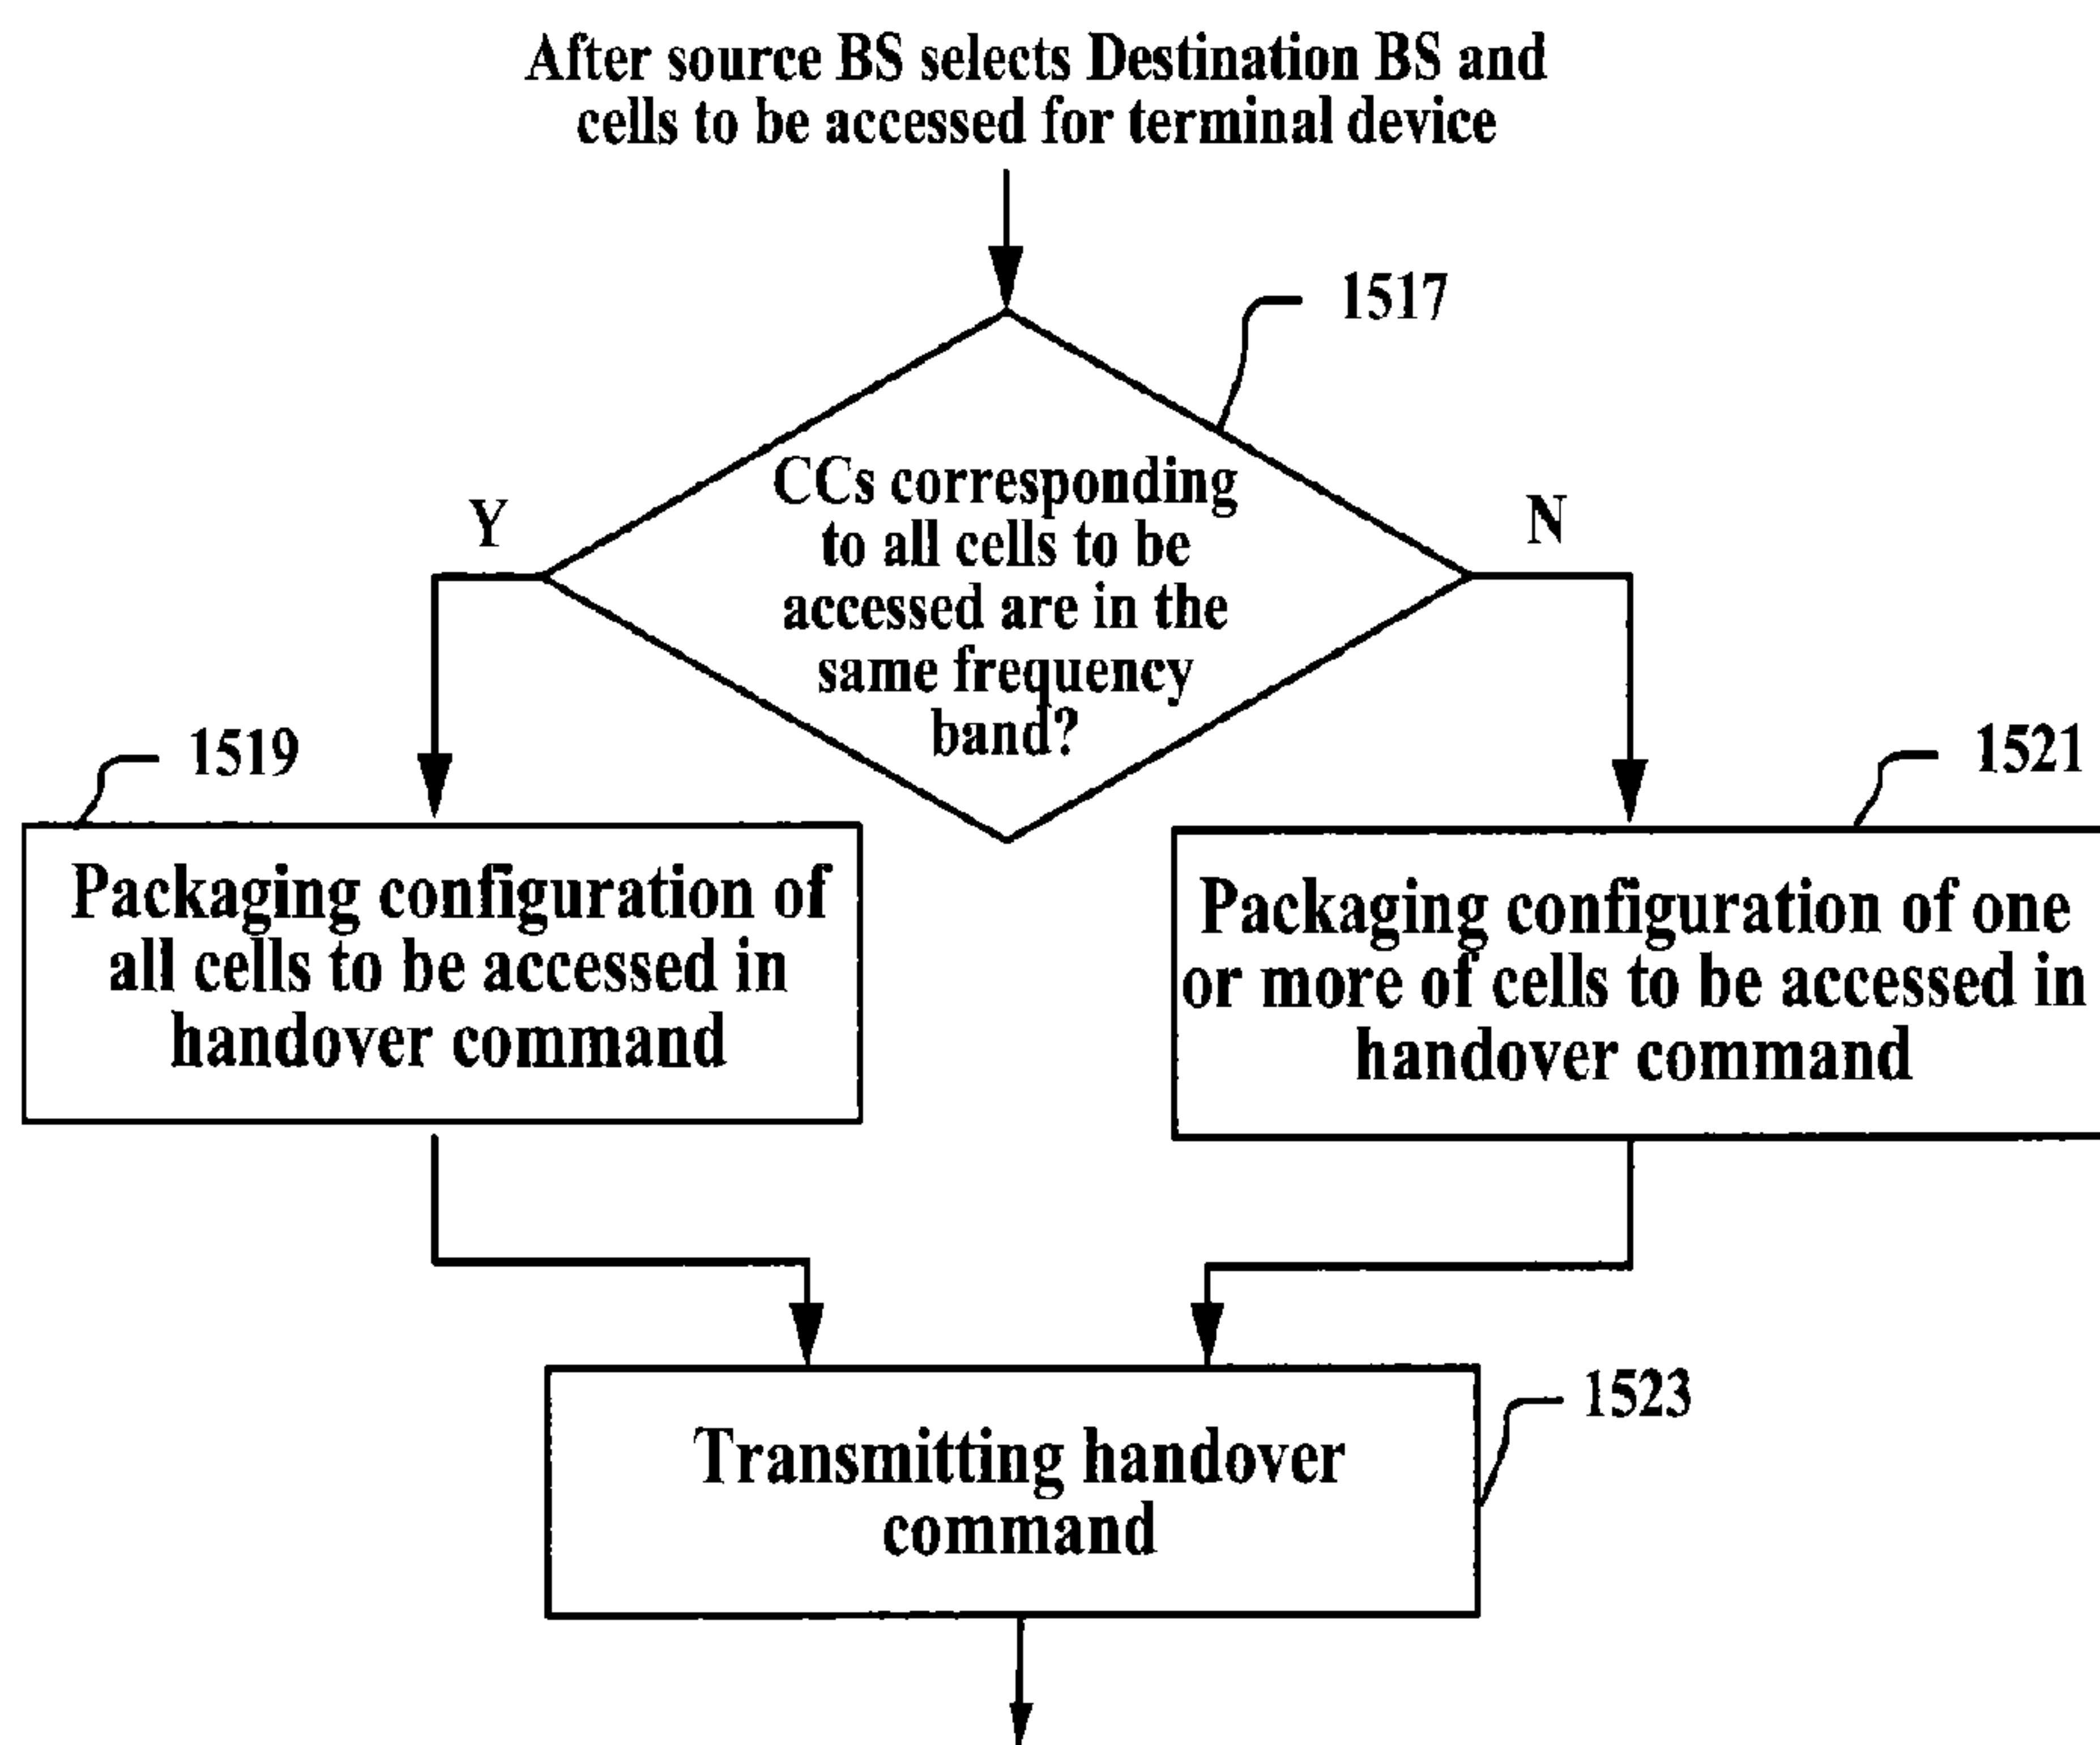 After source BS selects Destination BS and
cells to be accessed for terminal device
1517
CCs corresponding
to all cells to be
accessed are in the
same frequency
band?
Y
N
1519
1521
Packaging configuration of
all cells to be accessed in
handover command
Packaging configuration of one
or more of cells to be accessed in
handover command
Transmitting handover
command
1523